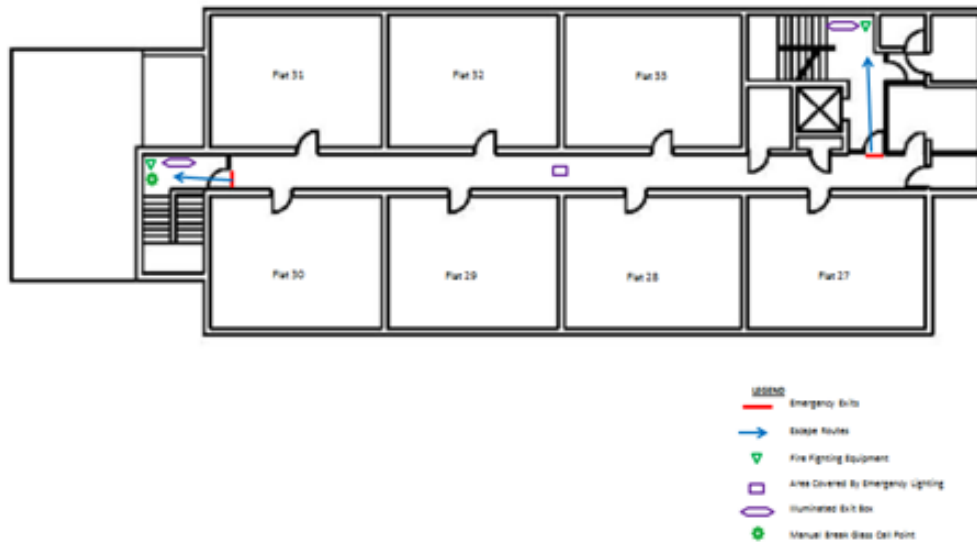 Flat 31
Flat 32
Flat 33
Flat 30
Flat 29
Flat 28
Flat 27
LEGEND
Emergency Exits
Escape Routes
Fire Fighting Equipment
Area Covered By Emergency Lighting
Illuminated Exit Box
Manual Break Glass Call Point